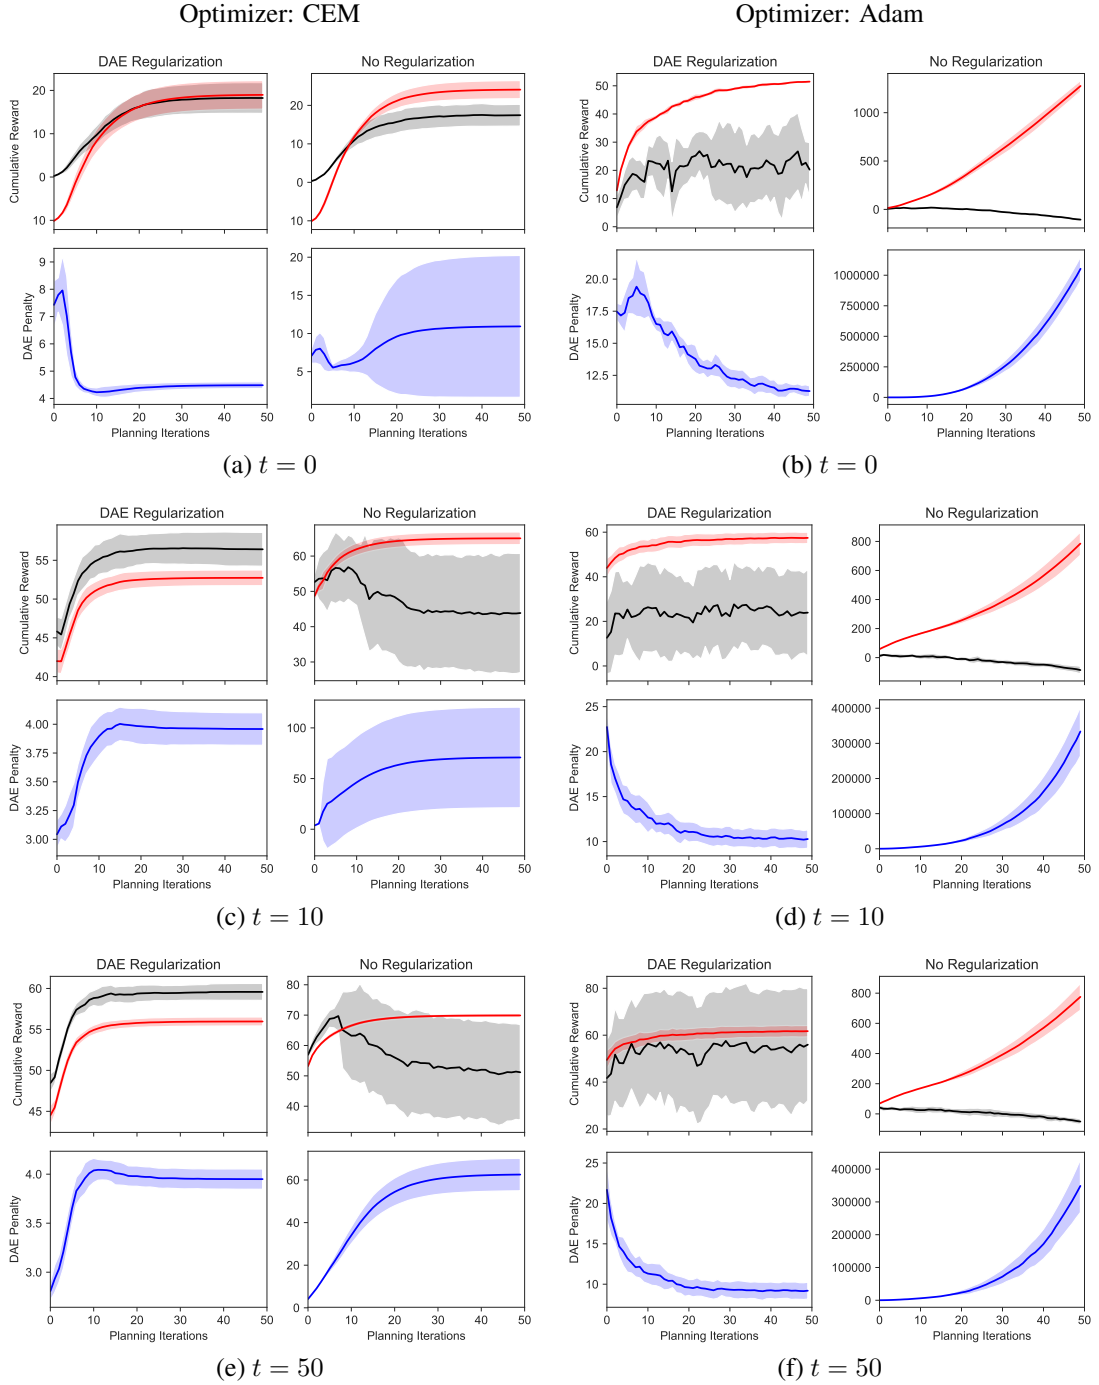 Optimizer: CEM
Optimizer: Adam
DAE Regularization
No Regularization
DAE Regularization
No Regularization
Cumulative Reward
20
10
0
10
20
10
0
10
Cumulative Reward
50
40
30
20
10
0
1000
500
0
DAE Penalty
9
8
7
6
5
4
0 10 20 30 40 50
Planning Iterations
20
15
10
5
0 10 20 30 40 50
Planning Iterations
DAE Penalty
20.0
17.5
15.0
12.5
0 10 20 30 40 50
Planning Iterations
1000000
750000
500000
250000
0
0 10 20 30 40 50
Planning Iterations
(a) t = 0
(b) t = 0
DAE Regularization
No Regularization
DAE Regularization
No Regularization
Cumulative Reward
55
50
45
40
60
50
40
30
Cumulative Reward
60
40
20
0
800
600
400
200
0
DAE Penalty
4.00
3.75
3.50
3.25
3.00
0 10 20 30 40 50
Planning Iterations
100
50
0
0 10 20 30 40 50
Planning Iterations
DAE Penalty
25
20
15
10
0 10 20 30 40 50
Planning Iterations
400000
300000
200000
100000
0
0 10 20 30 40 50
Planning Iterations
(c) t = 10
(d) t = 10
DAE Regularization
No Regularization
DAE Regularization
No Regularization
Cumulative Reward
60
55
50
45
80
70
60
50
40
Cumulative Reward
80
60
40
20
800
600
400
200
0
DAE Penalty
4.0
3.5
3.0
0 10 20 30 40 50
Planning Iterations
60
40
20
0
0 10 20 30 40 50
Planning Iterations
DAE Penalty
25
20
15
10
0 10 20 30 40 50
Planning Iterations
400000
300000
200000
100000
0
0 10 20 30 40 50
Planning Iterations
(e) t = 50
(f) t = 50